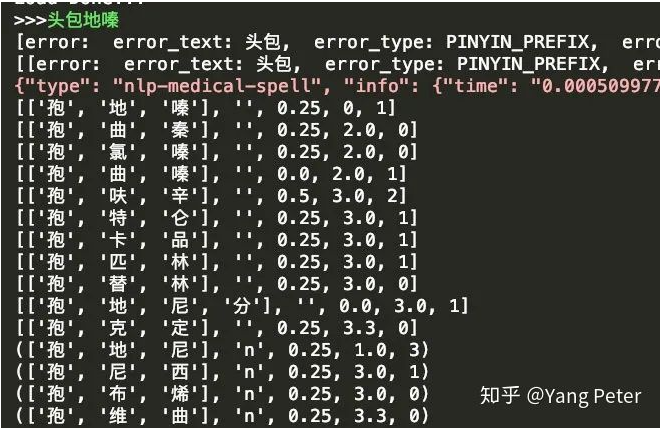 >>>头包地嗪
[error:  error_text: 头包,  error_type: PINYIN_PREFIX,  erro
[[error:  error_text: 头包,  error_type: PINYIN_PREFIX,  er
{"type": "nlp-medical-spell", "info": {"time": "0.000509977
[['孢', '地', '嗪'], '', 0.25, 0, 1]
[['孢', '曲', '秦'], '', 0.25, 2.0, 0]
[['孢', '氯', '嗪'], '', 0.25, 2.0, 0]
[['孢', '曲', '嗪'], '', 0.0, 2.0, 1]
[['孢', '呋', '辛'], '', 0.5, 3.0, 2]
[['孢', '特', '仑'], '', 0.25, 3.0, 1]
[['孢', '卡', '品'], '', 0.25, 3.0, 1]
[['孢', '匹', '林'], '', 0.25, 3.0, 1]
[['孢', '替', '林'], '', 0.25, 3.0, 0]
[['孢', '地', '尼', '分'], '', 0.0, 3.0, 1]
[['孢', '克', '定'], '', 0.25, 3.3, 0]
(['孢', '地', '尼'], 'n', 0.25, 1.0, 3)
(['孢', '尼', '西'], 'n', 0.25, 3.0, 1)
(['孢', '布', '烯'], 'n', 0.25, 3.0, 0)
(['孢', '维', '曲'], 'n', 0.25, 3.3, 0)
知乎 @Yang Peter